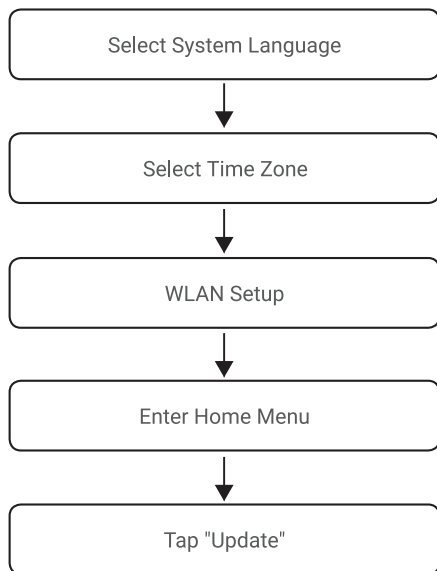 Select System Language
Select Time Zone
WLAN Setup
Enter Home Menu
Tap "Update"